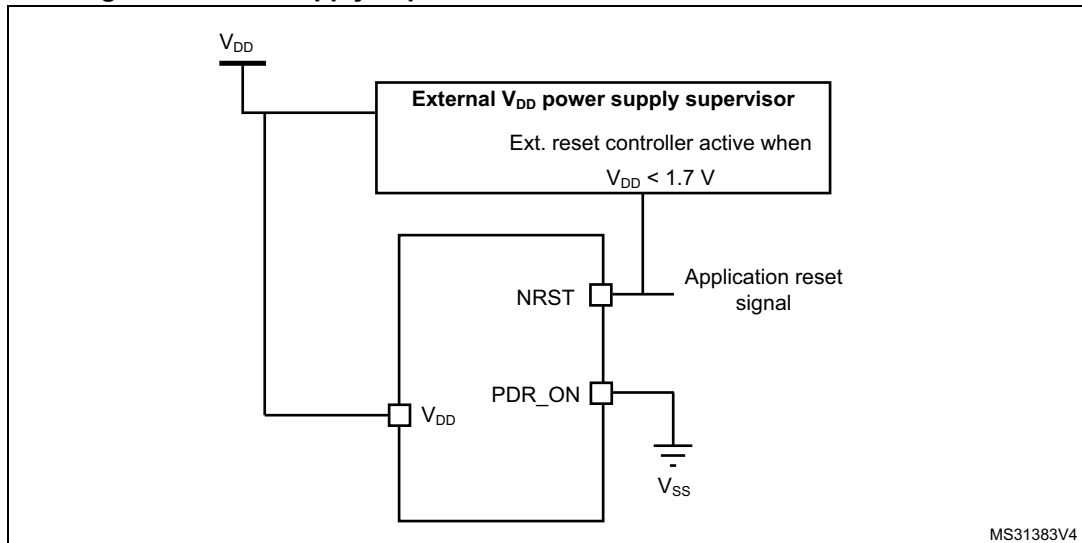 V_DD
External V_DD power supply supervisor
Ext. reset controller active when
V_DD < 1.7 V
NRST
Application reset
signal
PDR_ON
V_DD
V_SS
MS31383V4